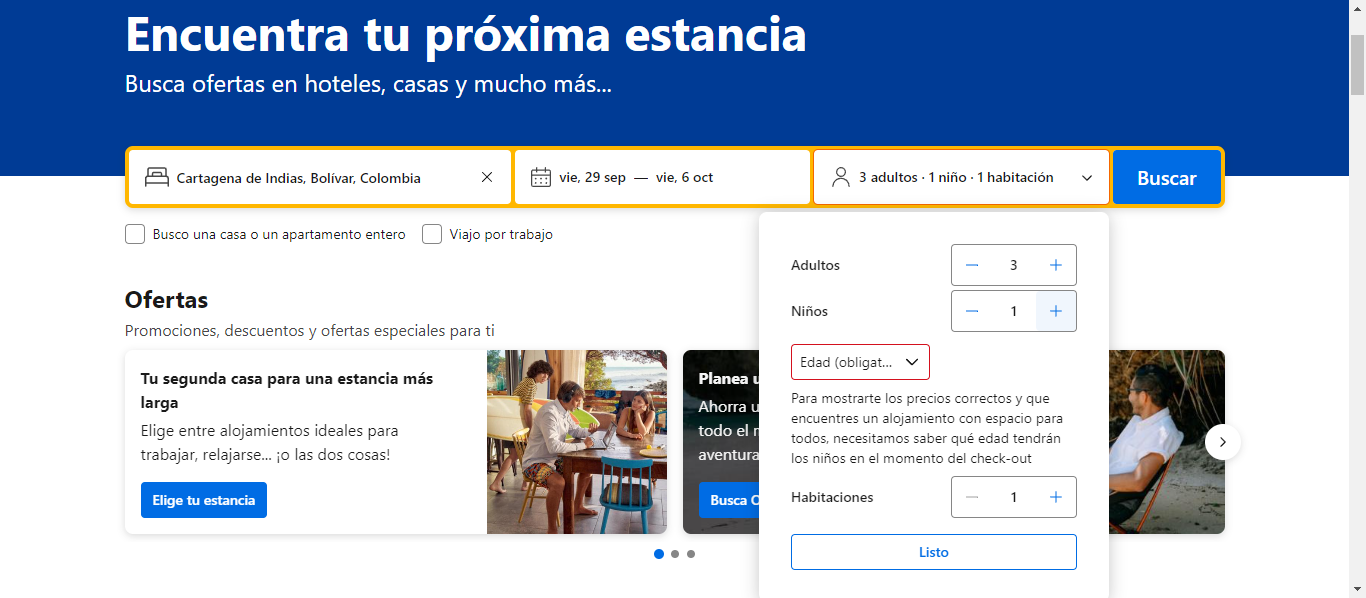 Encuentra tu próxima estancia
Busca ofertas en hoteles, casas y mucho más...
Cartagena de Indias, Bolívar, Colombia
vie, 29 sep — vie, 6 oct
3 adultos · 1 niño · 1 habitación
Buscar
Busco una casa o un apartamento entero
Viajo por trabajo
Adultos
3
Niños
1
Edad (obligat...
Para mostrarte los precios correctos y que
encuentres un alojamiento con espacio para
todos, necesitamos saber qué edad tendrán
los niños en el momento del check-out
Habitaciones
1
Listo
Ofertas
Promociones, descuentos y ofertas especiales para ti
Tu segunda casa para una estancia más
larga
Elige entre alojamientos ideales para
trabajar, relajarse... ¡o las dos cosas!
Elige tu estancia
Planea
Ahorra
todo el
aventura
Busca